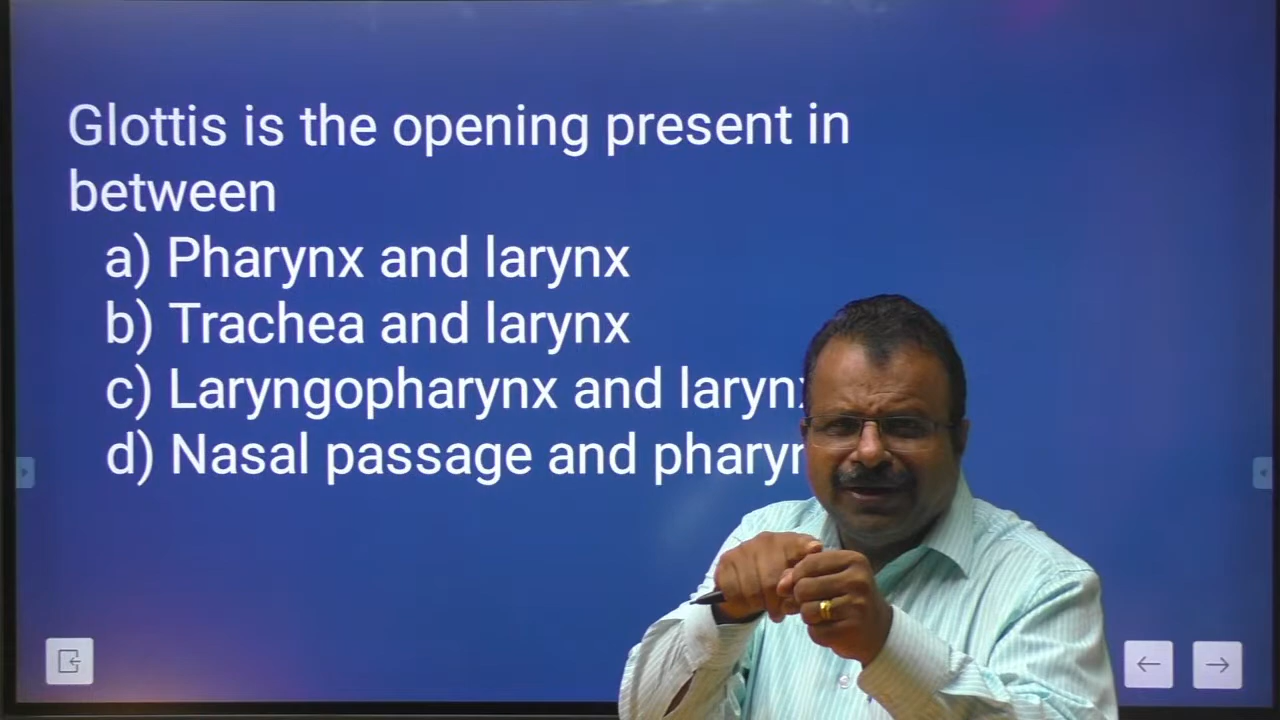 Glottis is the opening present in
between
a) Pharynx and larynx
b) Trachea and larynx
c) Laryngopharynx and
d) Nasal passage and